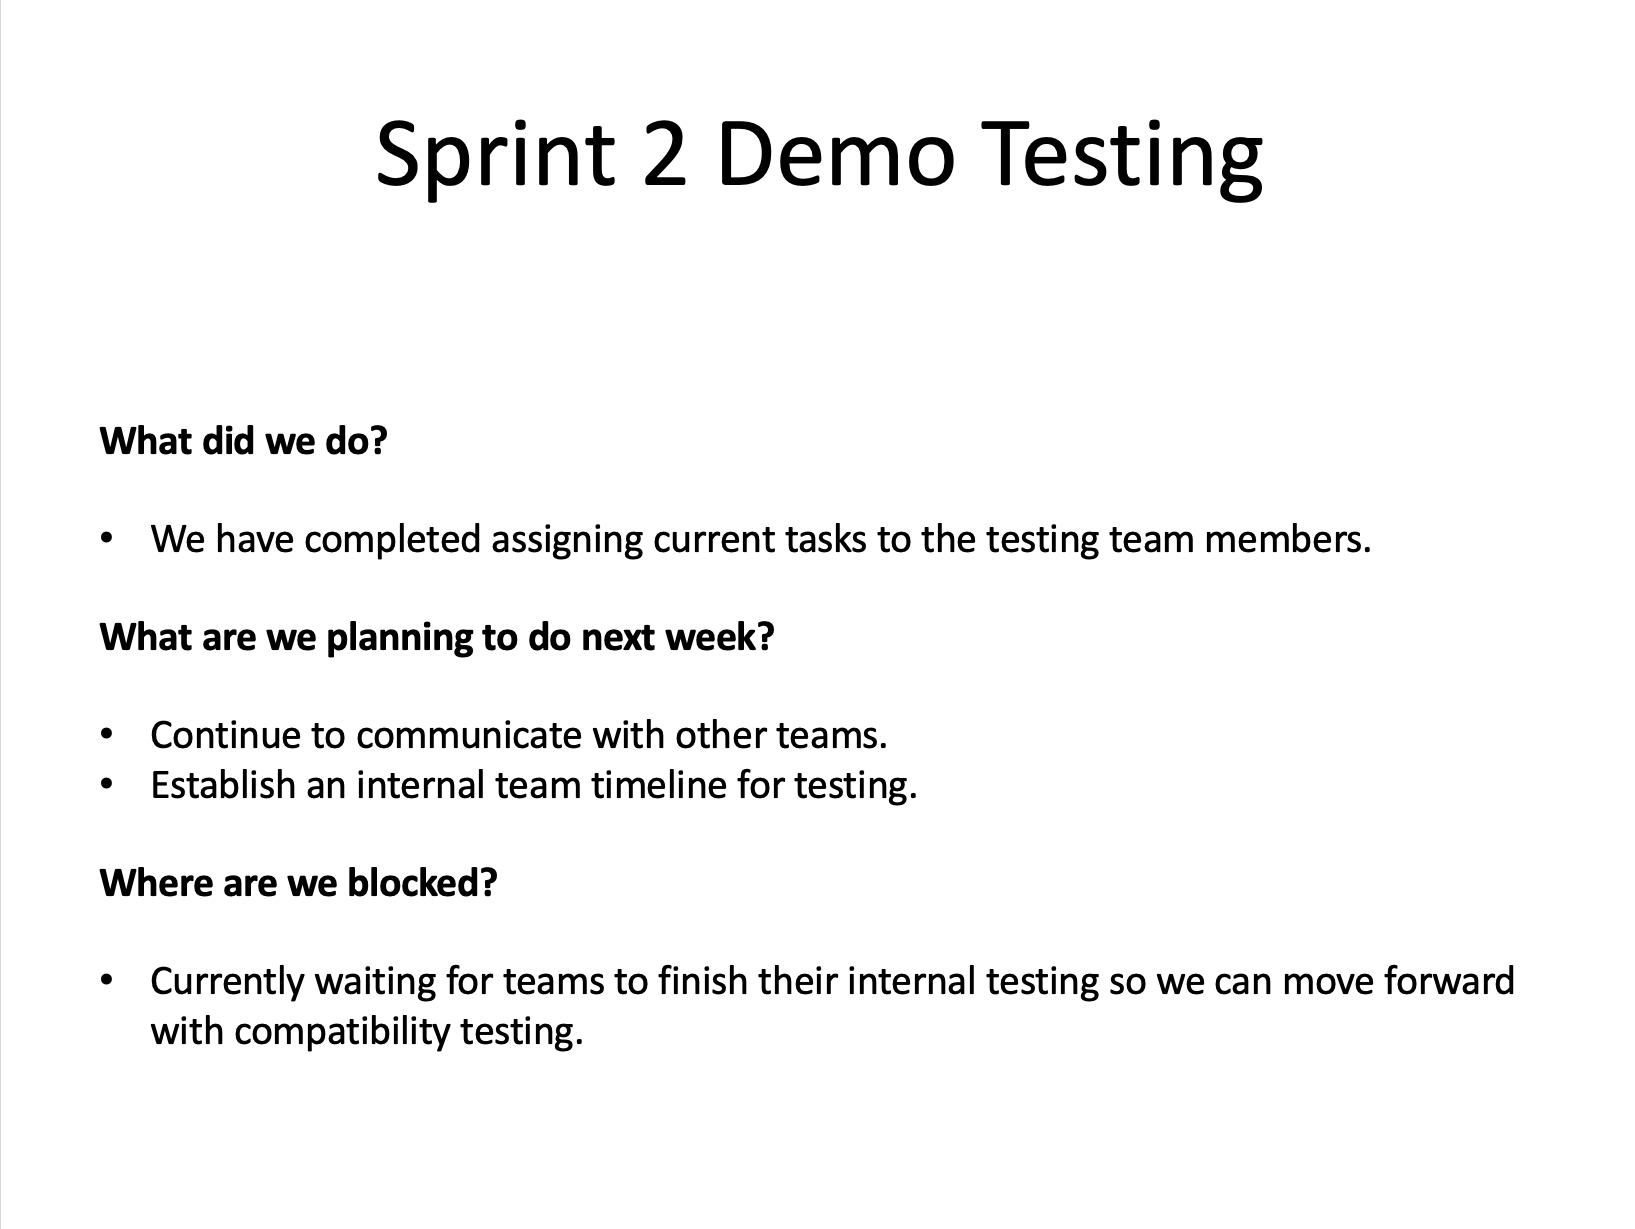 Sprint 2 Demo Testing
What did we do?
• We have completed assigning current tasks to the testing team members.
What are we planning to do next week?
• Continue to communicate with other teams.
• Establish an internal team timeline for testing.
Where are we blocked?
• Currently waiting for teams to finish their internal testing so we can move forward
with compatibility testing.